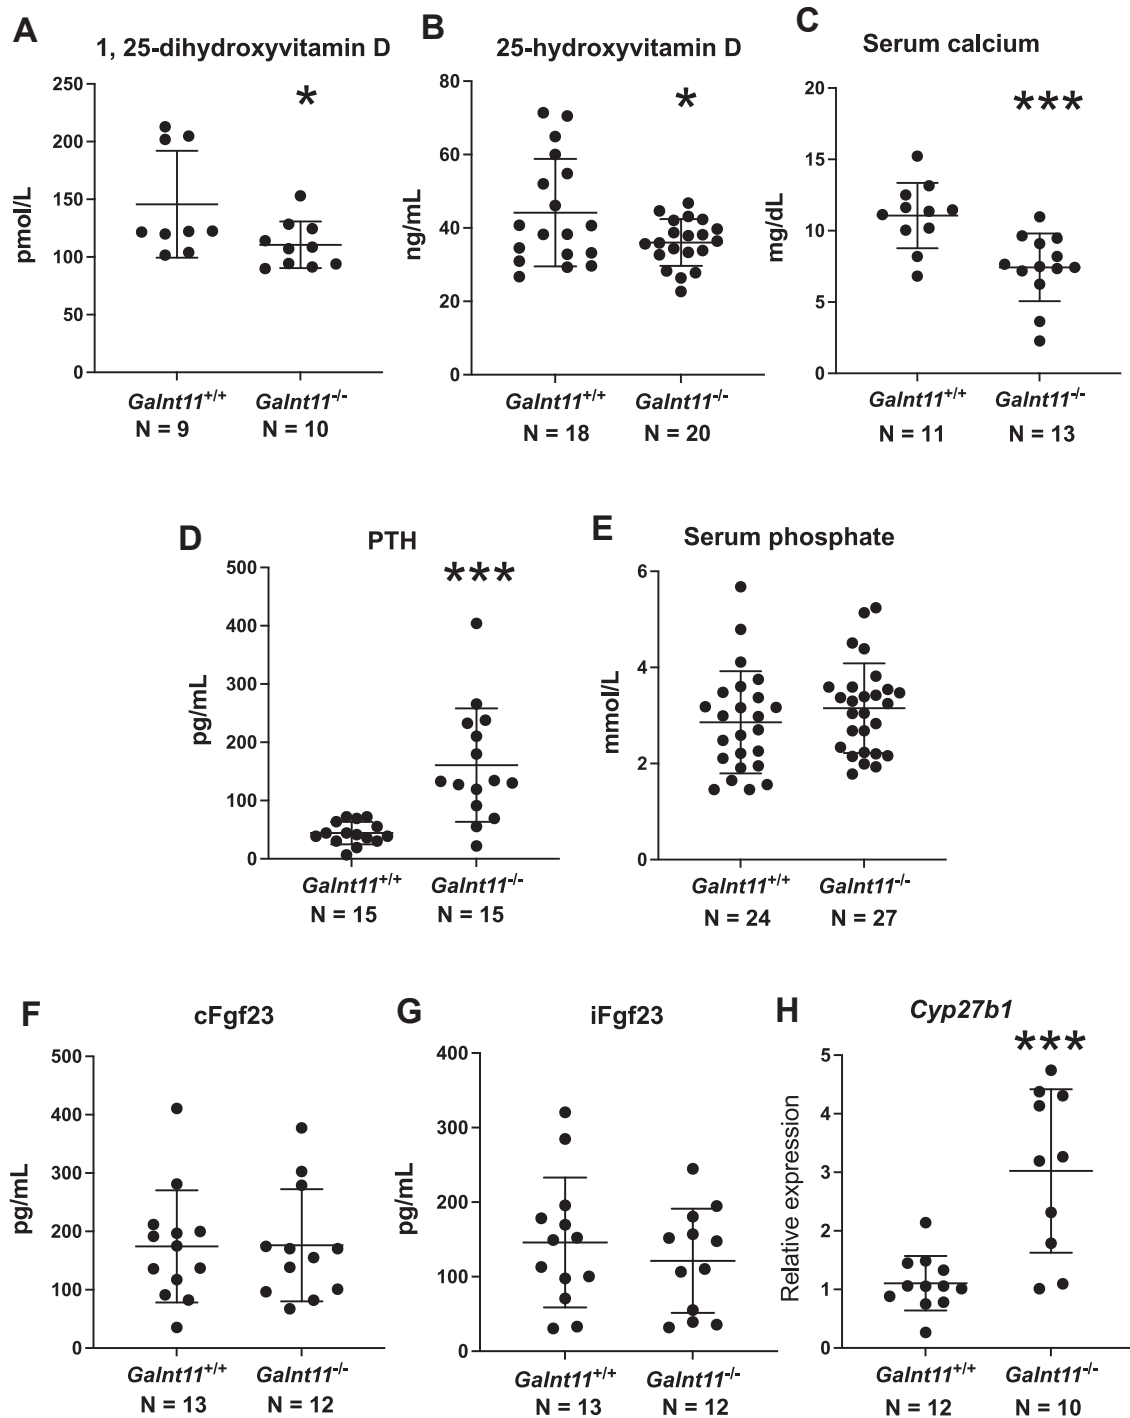 A
1, 25-dihydroxyvitamin D
250
200
150
100
50
0
pmol/L
*
Galnt11+/+
Galnt11-/-
N = 9
N = 10
B
25-hydroxyvitamin D
80
60
40
20
0
ng/mL
*
Galnt11+/+
Galnt11-/-
N = 18
N = 20
C
Serum calcium
20
15
10
5
0
mg/dL
***
Galnt11+/+
Galnt11-/-
N = 11
N = 13
D
PTH
500
400
300
200
100
0
pg/mL
***
Galnt11+/+
Galnt11-/-
N = 15
N = 15
E
Serum phosphate
6
4
2
0
mmol/L
Galnt11+/+
Galnt11-/-
N = 24
N = 27
F
cFgf23
500
400
300
200
100
0
pg/mL
Galnt11+/+
Galnt11-/-
N = 13
N = 12
G
iFgf23
400
300
200
100
0
pg/mL
Galnt11+/+
Galnt11-/-
N = 13
N = 12
H
Cyp27b1
5
4
3
2
1
0
Relative expression
***
Galnt11+/+
Galnt11-/-
N = 12
N = 10